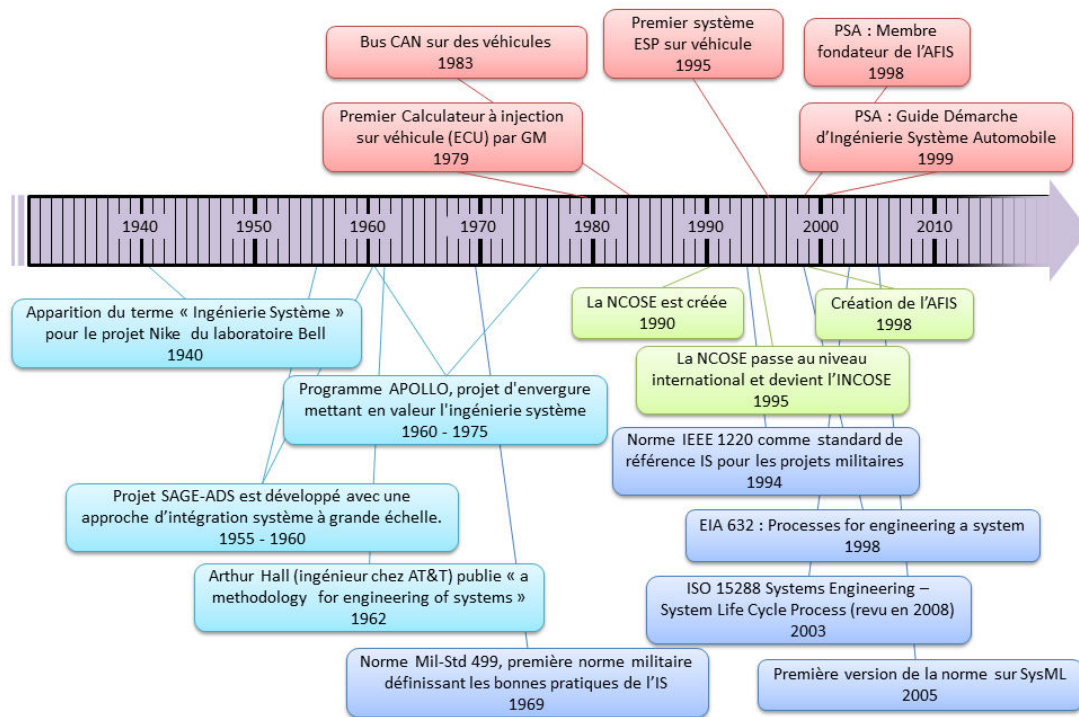 Bus CAN sur des véhicules
1983
Premier système
ESP sur véhicule
1995
PSA : Membre
fondateur de l'AFIS
1998
Premier Calculateur à injection
sur véhicule (ECU) par GM
1979
PSA : Guide Démarche
d'Ingénierie Système Automobile
1999
1940 1950 1960 1970 1980 1990 2000 2010
Apparition du terme « Ingénierie Système »
pour le projet Nike du laboratoire Bell
1940
La NCOSE est créée
1990
Création de l'AFIS
1998
Programme APOLLO, projet d'envergure
mettant en valeur l'ingénierie système
1960 - 1975
La NCOSE passe au niveau
international et devient l'INCOSE
1995
Norme IEEE 1220 comme standard de
référence IS pour les projets militaires
1994
Projet SAGE-ADS est développé avec une
approche d'intégration système à grande échelle.
1955 - 1960
EIA 632 : Processes for engineering a system
1998
Arthur Hall (ingénieur chez AT&T) publie « a
methodology for engineering of systems »
1962
ISO 15288 Systems Engineering –
System Life Cycle Process (revu en 2008)
2003
Norme Mil-Std 499, première norme militaire
définissant les bonnes pratiques de l'IS
1969
Première version de la norme sur SysML
2005